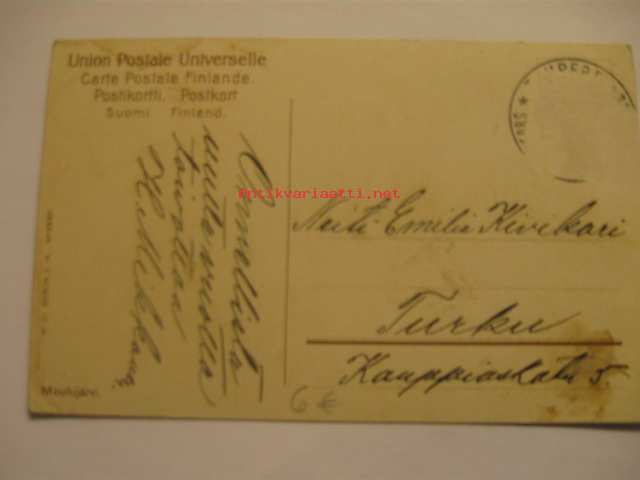 Union Postale Universelle
Carte Postale Finlande.
Postikortti. Postkort
Suomi Finland.
Onnellista
uutta vuotta
toivottaa
Antikvariaatti.net
Neiti Emilia Kivikari
Turku
Kauppiaskatu 5.
6 €